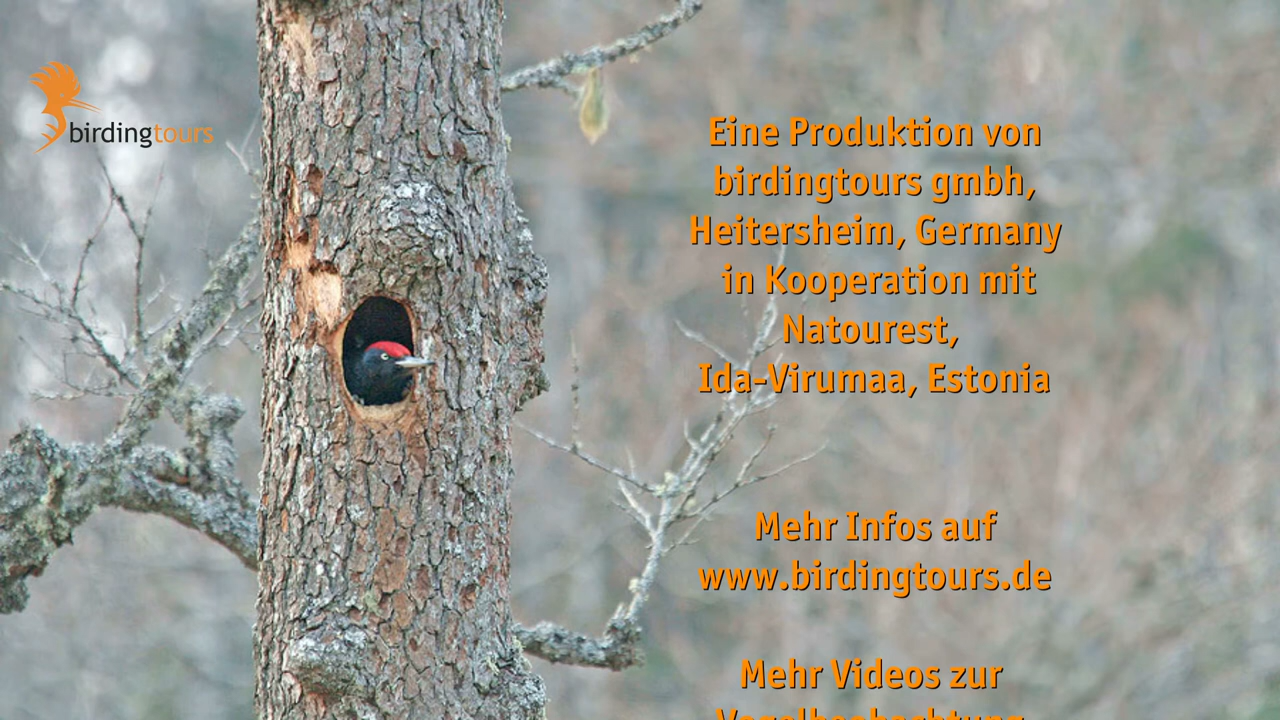 birdingtours
Eine Produktion von
birdingtours gmbh,
Heitersheim, Germany
in Kooperation mit
Natourest,
Ida-Virumaa, Estonia
Mehr Infos auf
www.birdingtours.de
Mehr Videos zur
Vogelbeobachtung